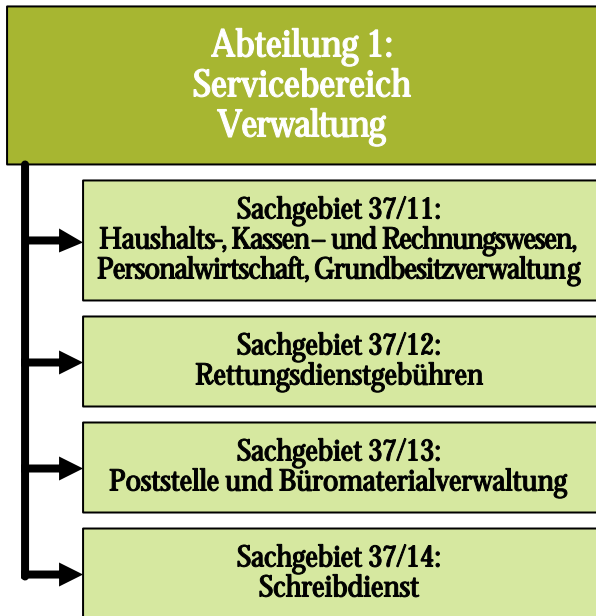 Abteilung 1:
Servicebereich
Verwaltung
Sachgebiet 37/11:
Haushalts-, Kassen– und Rechnungswesen,
Personalwirtschaft, Grundbesitzverwaltung
Sachgebiet 37/12:
Rettungsdienstgebühren
Sachgebiet 37/13:
Poststelle und Büromaterialverwaltung
Sachgebiet 37/14:
Schreibdienst